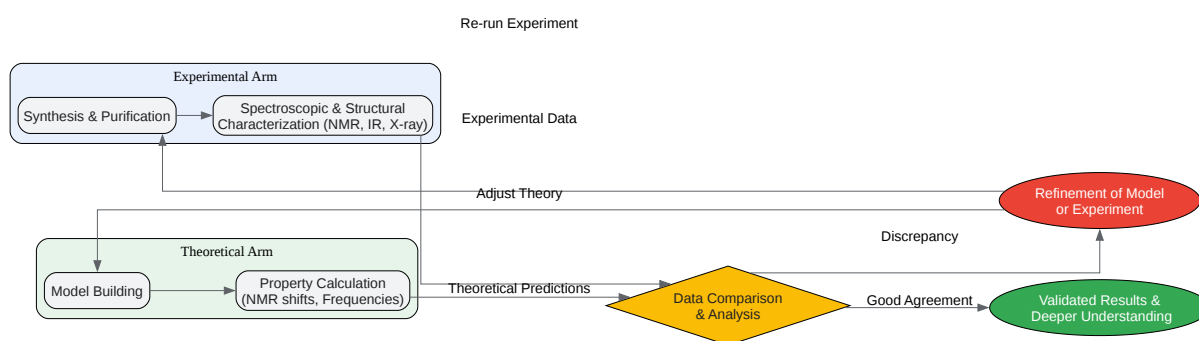 Re-run Experiment
Experimental Arm
Synthesis & Purification
Spectroscopic & Structural
Characterization (NMR, IR, X-ray)
Experimental Data
Adjust Theory
Refinement of Model
or Experiment
Discrepancy
Theoretical Arm
Model Building
Property Calculation
(NMR shifts, Frequencies)
Theoretical Predictions
Data Comparison
& Analysis
Good Agreement
Validated Results &
Deeper Understanding